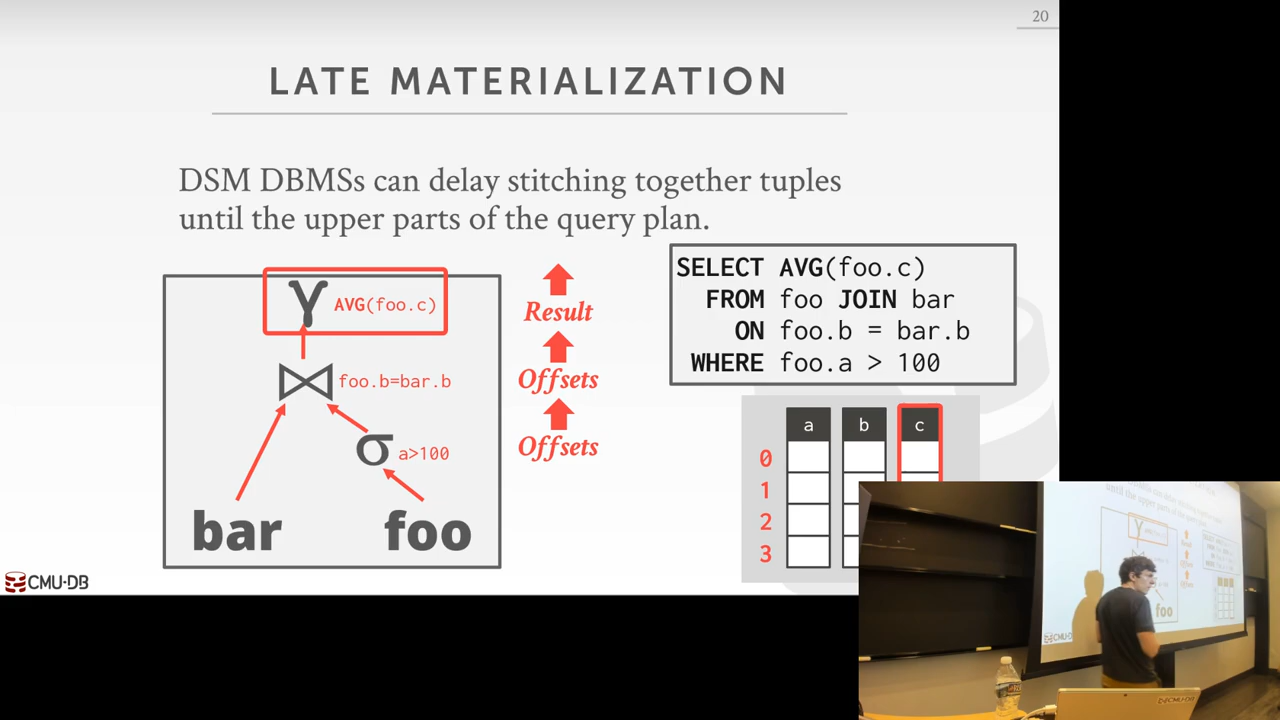 20
LATE MATERIALIZATION
DSM DBMSs can delay stitching together tuples
until the upper parts of the query plan.
γ AVG(foo.c)
⋈ foo.b=bar.b
σ a>100
bar foo
Result
Offsets
Offsets
SELECT AVG(foo.c)
FROM foo JOIN bar
ON foo.b = bar.b
WHERE foo.a > 100
a b c
0
1
2
3
CMU·DB
foo